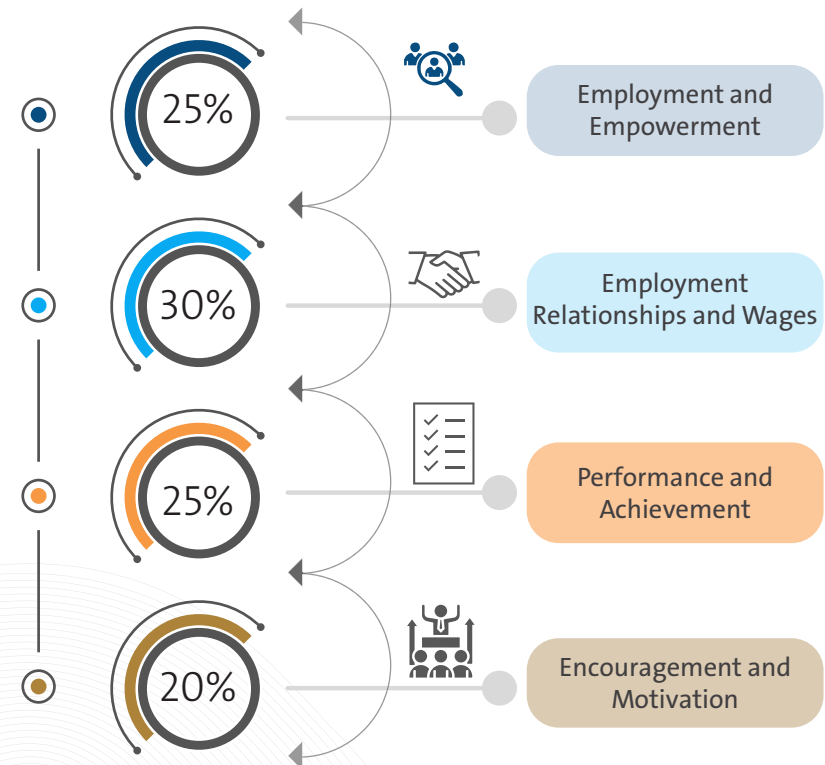 25%
Employment and
Empowerment
30%
Employment
Relationships and Wages
25%
Performance and
Achievement
20%
Encouragement and
Motivation